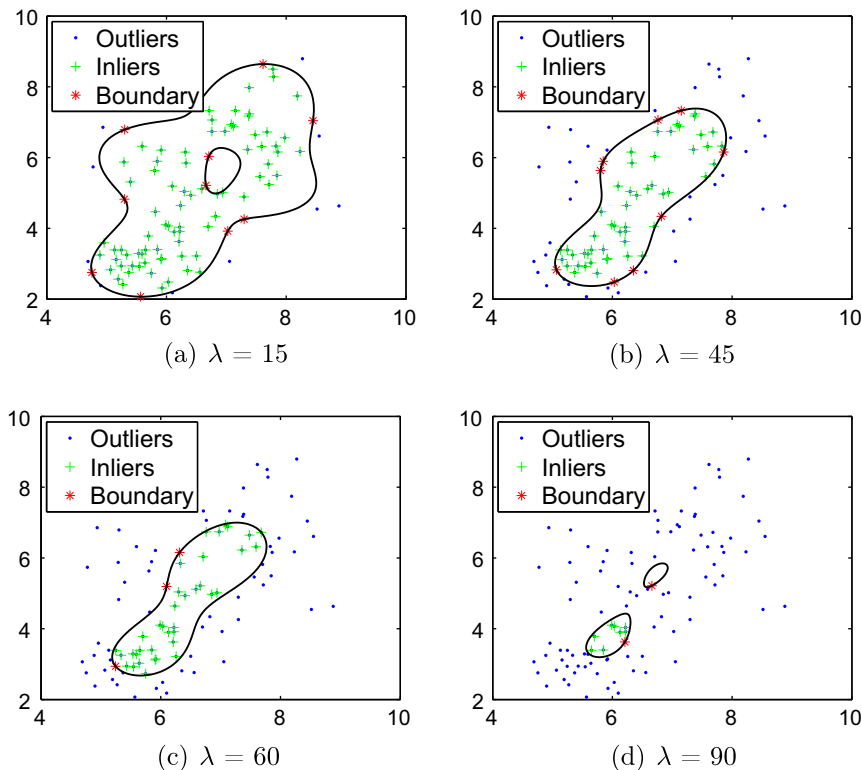 10
8
6
4
2
4 6 8 10
Outliers
Inliers
Boundary
(a) λ = 15
10
8
6
4
2
4 6 8 10
Outliers
Inliers
Boundary
(b) λ = 45
10
8
6
4
2
4 6 8 10
Outliers
Inliers
Boundary
(c) λ = 60
10
8
6
4
2
4 6 8 10
Outliers
Inliers
Boundary
(d) λ = 90